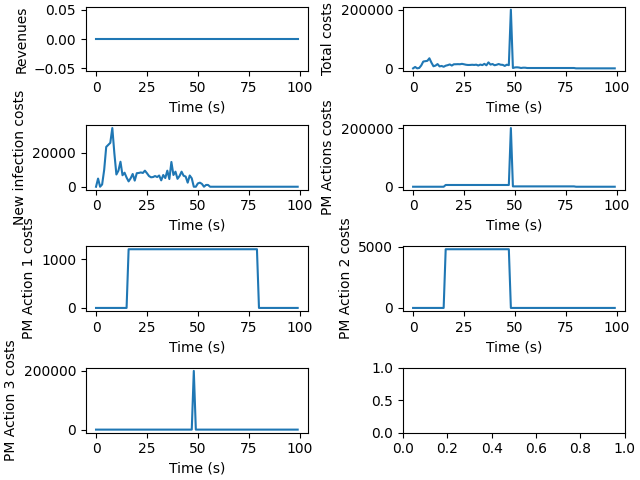 Revenues
0.05
0.00
−0.05
0 25 50 75 100
Time (s)
Total costs
200000
0
0 25 50 75 100
Time (s)
New infection costs
20000
0
0 25 50 75 100
Time (s)
PM Actions costs
200000
0
0 25 50 75 100
Time (s)
PM Action 1 costs
1000
0
0 25 50 75 100
Time (s)
PM Action 2 costs
5000
0
0 25 50 75 100
Time (s)
PM Action 3 costs
200000
0
0 25 50 75 100
Time (s)
1.0
0.5
0.0
0.0 0.2 0.4 0.6 0.8 1.0